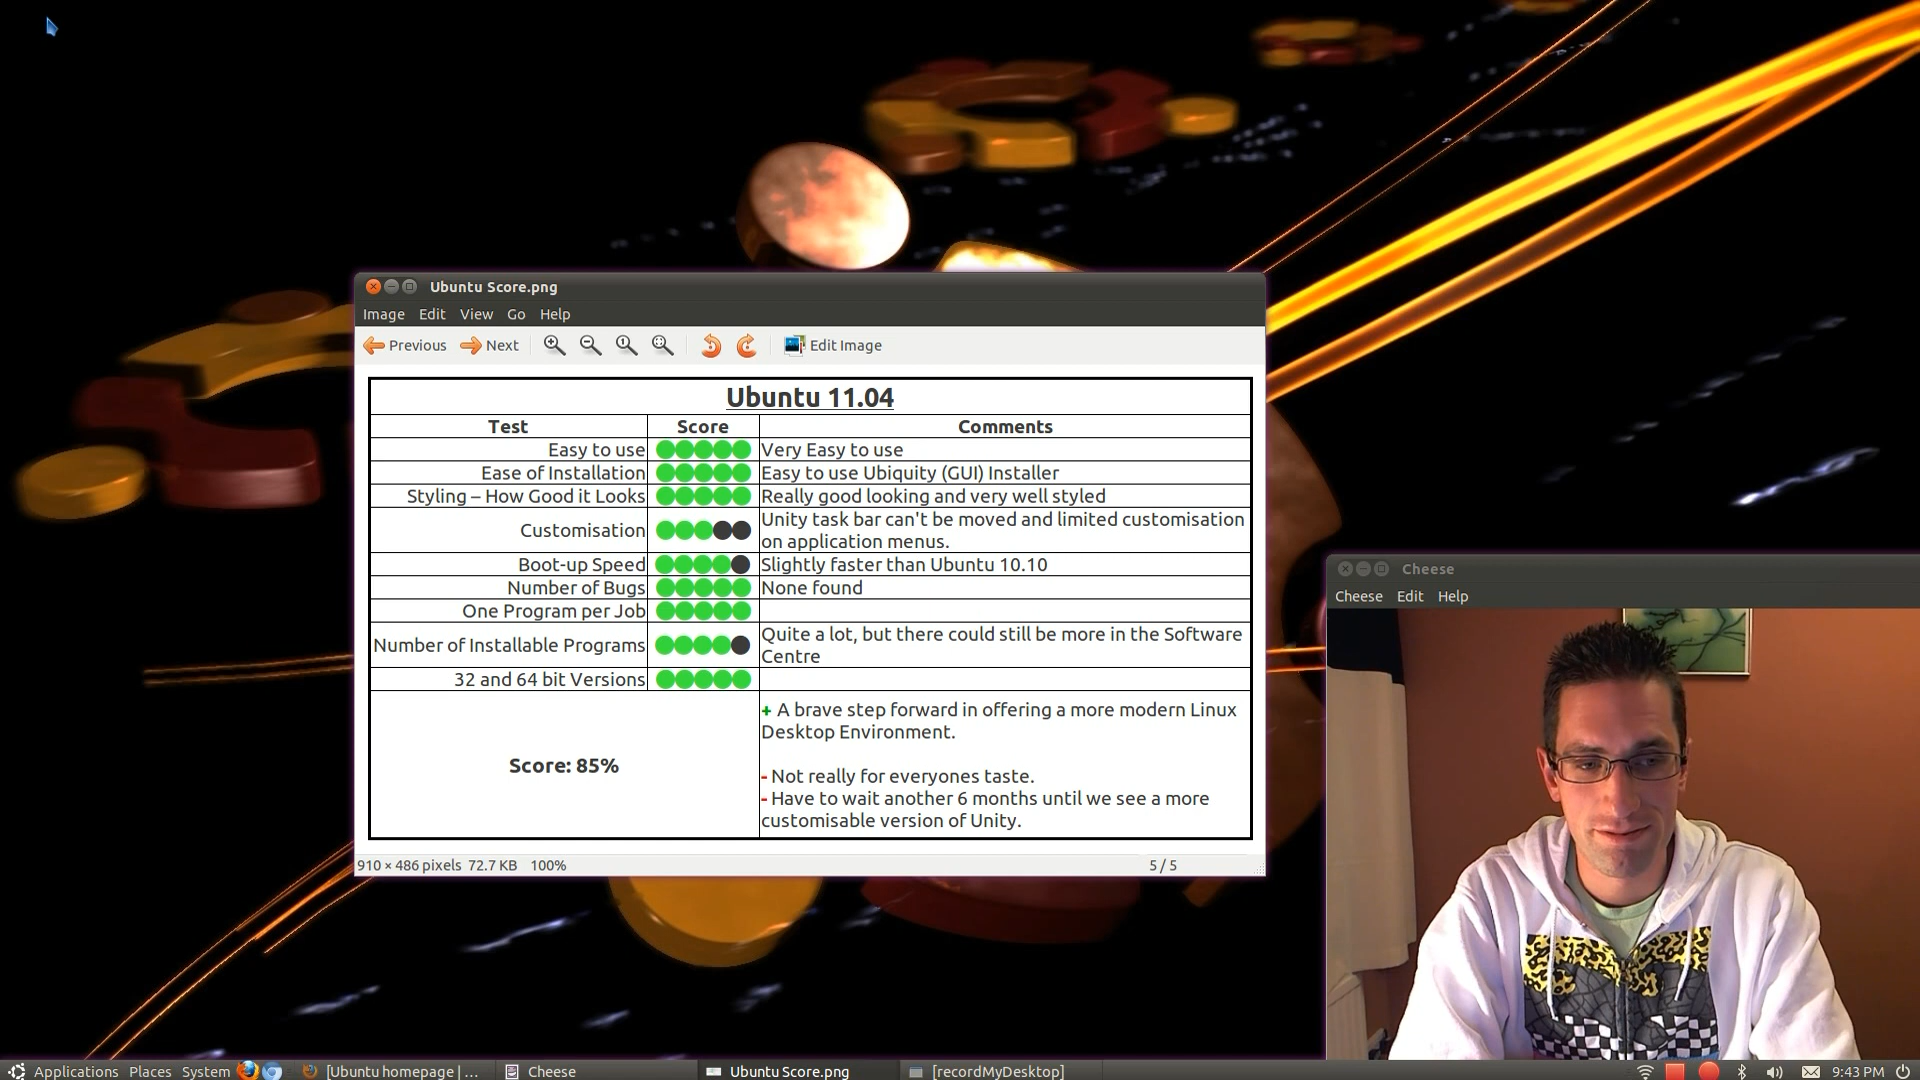 Ubuntu Score.png
Image Edit View Go Help
Previous Next Edit Image
Ubuntu 11.04
Test Score Comments
Easy to use Very Easy to use
Ease of Installation Easy to use Ubiquity (GUI) Installer
Styling – How Good it Looks Really good looking and very well styled
Customisation Unity task bar can't be moved and limited customisation
on application menus.
Boot-up Speed Slightly faster than Ubuntu 10.10
Number of Bugs None found
One Program per Job
Number of Installable Programs Quite a lot, but there could still be more in the Software
Centre
32 and 64 bit Versions
Score: 85%
+ A brave step forward in offering a more modern Linux
Desktop Environment.
- Not really for everyones taste.
- Have to wait another 6 months until we see a more
customisable version of Unity.
910 × 486 pixels 72.7 KB 100% 5 / 5
Cheese
Cheese Edit Help
Applications Places System [Ubuntu homepage | ... Cheese Ubuntu Score.png [recordMyDesktop] 9:43 PM